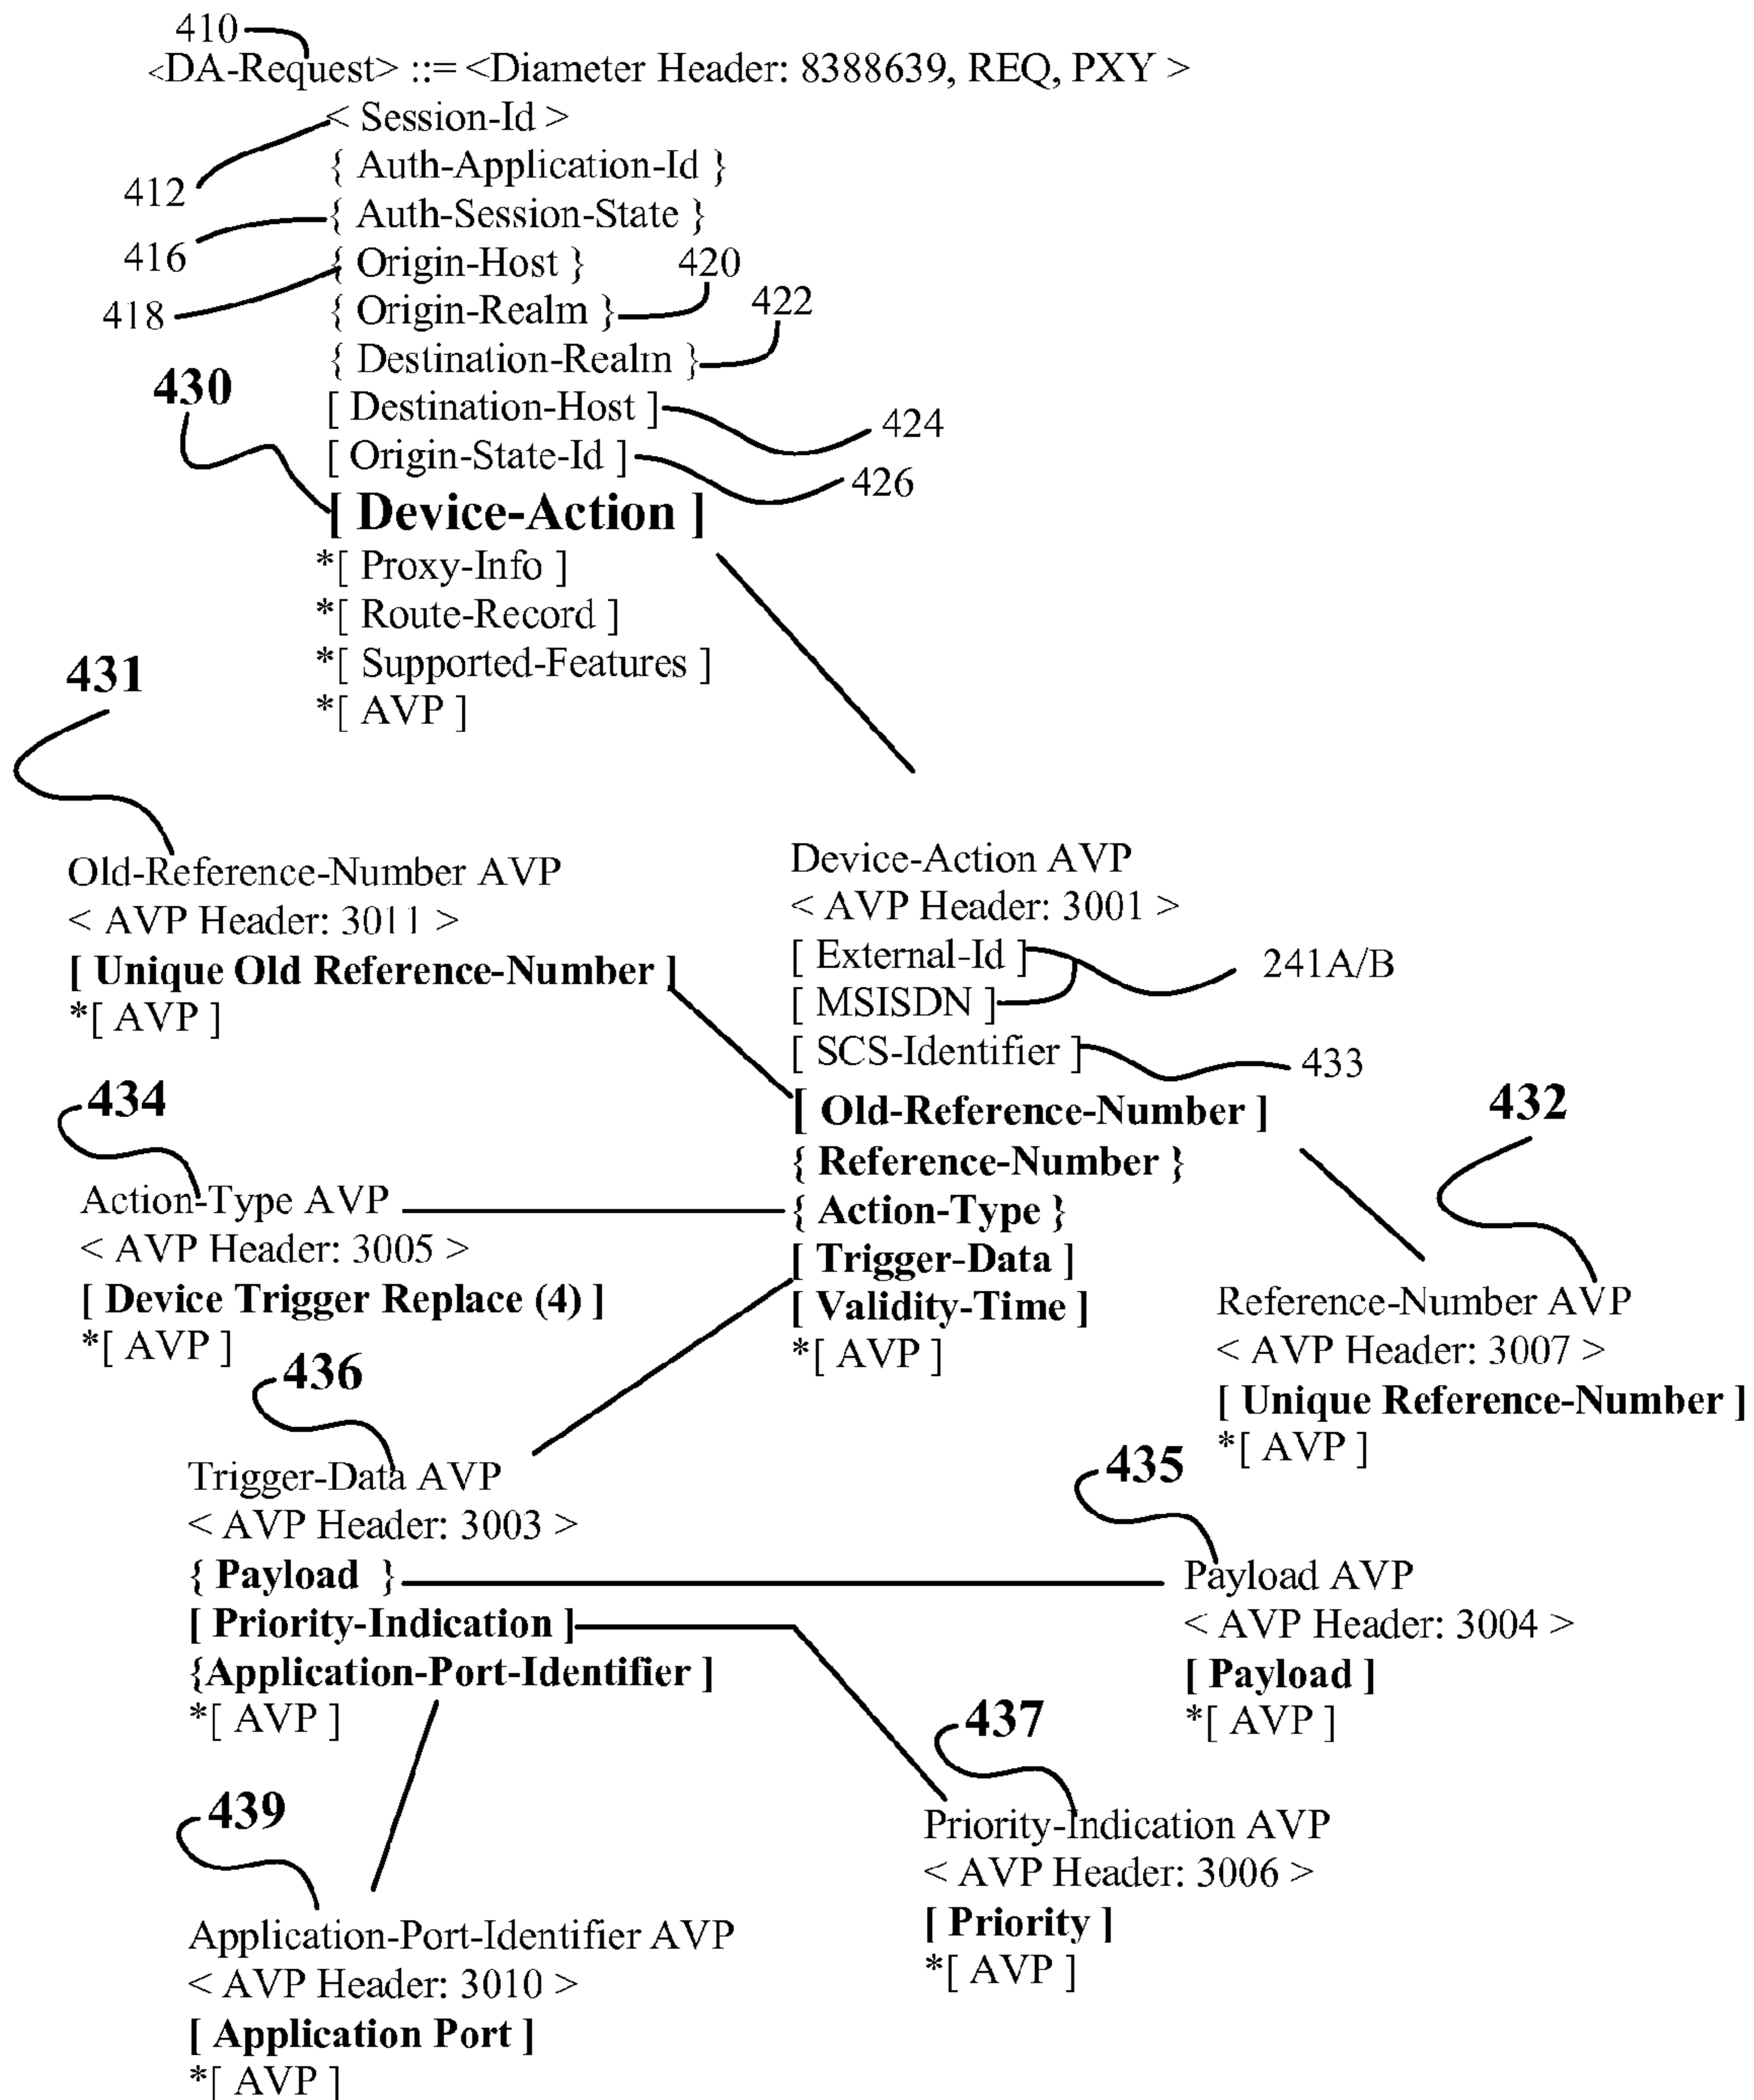 410
<DA-Request> ::= <Diameter Header: 8388639, REQ, PXY >
< Session-Id >
{ Auth-Application-Id }
412
{ Auth-Session-State }
416
{ Origin-Host }
420
418
{ Origin-Realm }
422
{ Destination-Realm }
430
[ Destination-Host ]
424
[ Origin-State-Id ]
426
[ Device-Action ]
*[ Proxy-Info ]
*[ Route-Record ]
*[ Supported-Features ]
*[ AVP ]
431
Old-Reference-Number AVP
< AVP Header: 3011 >
[ Unique Old Reference-Number ]
*[ AVP ]
Device-Action AVP
< AVP Header: 3001 >
[ External-Id ]
241A/B
[ MSISDN ]
[ SCS-Identifier ]
433
[ Old-Reference-Number ]
{ Reference-Number }
{ Action-Type }
[ Trigger-Data ]
[ Validity-Time ]
*[ AVP ]
434
Action-Type AVP
< AVP Header: 3005 >
[ Device Trigger Replace (4) ]
*[ AVP ]
432
Reference-Number AVP
< AVP Header: 3007 >
[ Unique Reference-Number ]
*[ AVP ]
436
Trigger-Data AVP
< AVP Header: 3003 >
{ Payload }
[ Priority-Indication ]
{Application-Port-Identifier ]
*[ AVP ]
435
Payload AVP
< AVP Header: 3004 >
[ Payload ]
*[ AVP ]
437
Priority-Indication AVP
< AVP Header: 3006 >
[ Priority ]
*[ AVP ]
439
Application-Port-Identifier AVP
< AVP Header: 3010 >
[ Application Port ]
*[ AVP ]